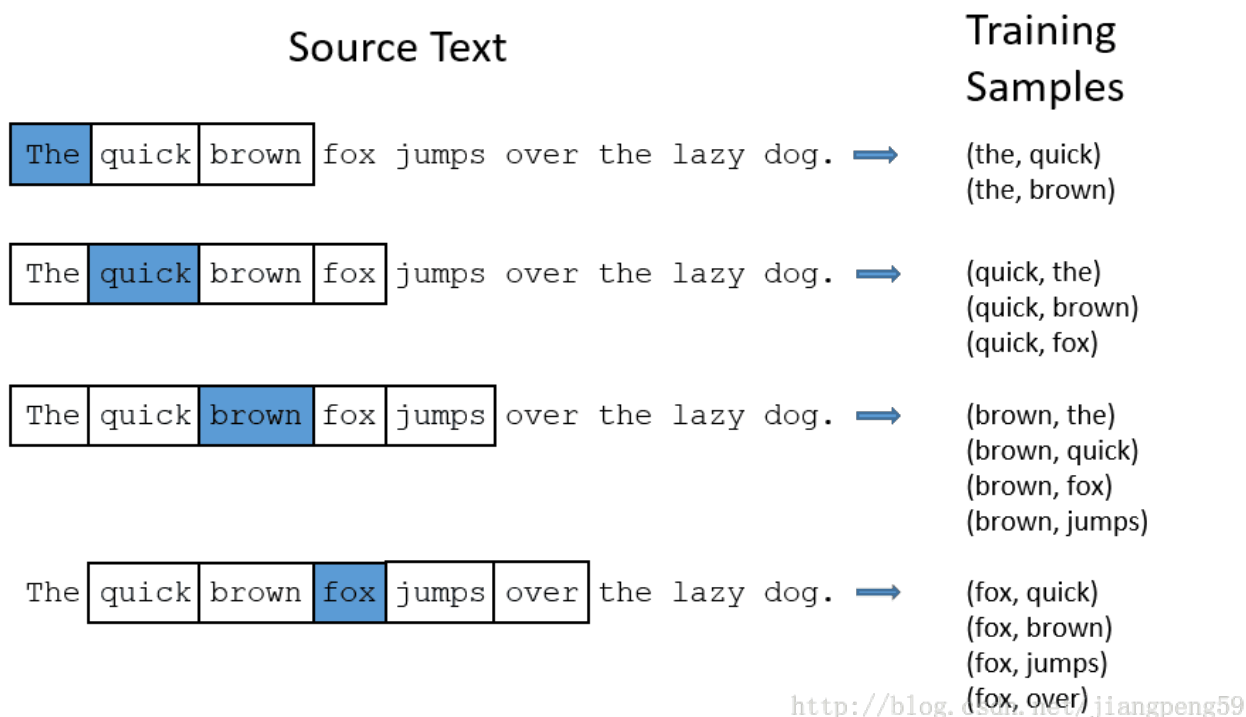 Source Text
Training
Samples
The quick brown fox jumps over the lazy dog.
(the, quick)
(the, brown)
The quick brown fox jumps over the lazy dog.
(quick, the)
(quick, brown)
(quick, fox)
The quick brown fox jumps over the lazy dog.
(brown, the)
(brown, quick)
(brown, fox)
(brown, jumps)
The quick brown fox jumps over the lazy dog.
(fox, quick)
(fox, brown)
(fox, jumps)
(fox, over)
http://blog.csdn.net/jiangpeng59